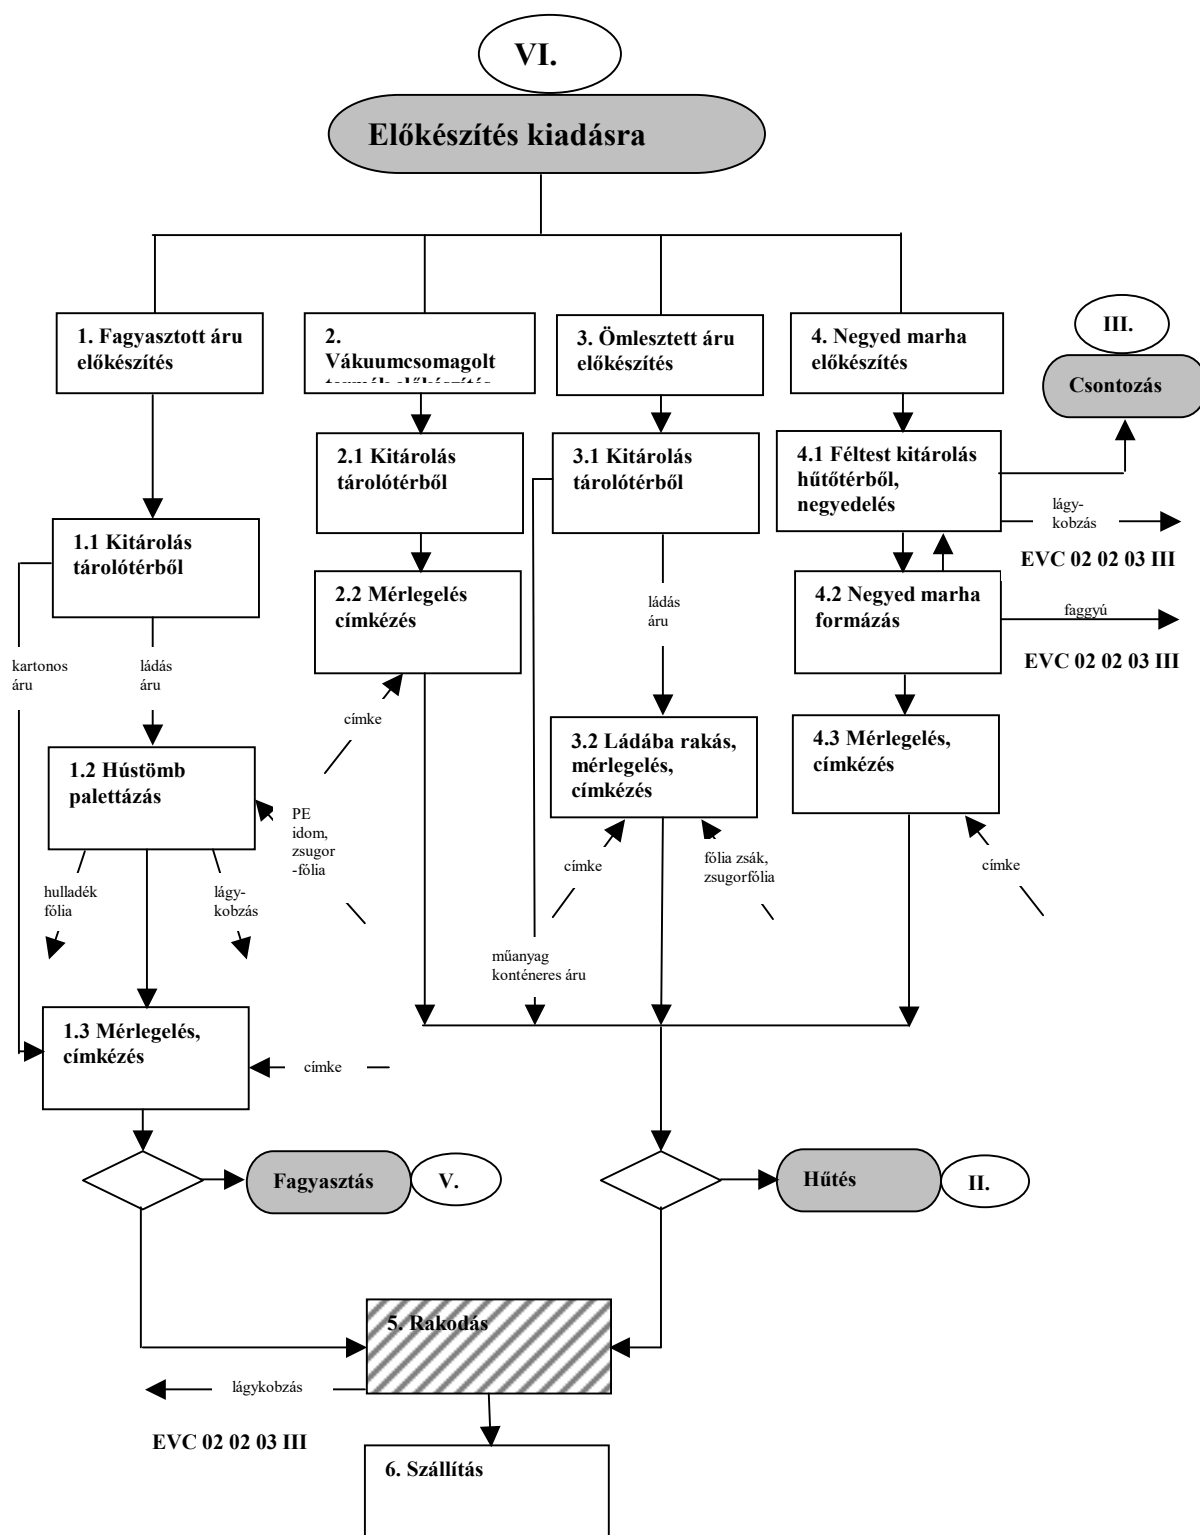 VI.
Előkészítés kiadásra
1. Fagyasztott áru
előkészítés
2.
Vákuumcsomagolt
termék előkészítés
3. Ömlesztett áru
előkészítés
4. Negyed marha
előkészítés
III.
Csontozás
2.1 Kitárolás
tárolótérből
3.1 Kitárolás
tárolótérből
4.1 Féltest kitárolás
hűtőtérből,
negyedelés
lágy-
kobzás
EVC 02 02 03 III
1.1 Kitárolás
tárolótérből
2.2 Mérlegelés
címkézés
ládás
áru
4.2 Negyed marha
formázás
faggyú
EVC 02 02 03 III
kartonos
áru
ládás
áru
címke
3.2 Ládába rakás,
mérlegelés,
címkézés
4.3 Mérlegelés,
címkézés
1.2 Hústömb
palettázás
PE
idom,
zsugor
-fólia
hulladék
fólia
lágy-
kobzás
címke
fólia zsák,
zsugorfólia
címke
műanyag
konténeres áru
1.3 Mérlegelés,
címkézés
címke
Fagyasztás
V.
Hűtés
II.
5. Rakodás
lágykobzás
EVC 02 02 03 III
6. Szállítás